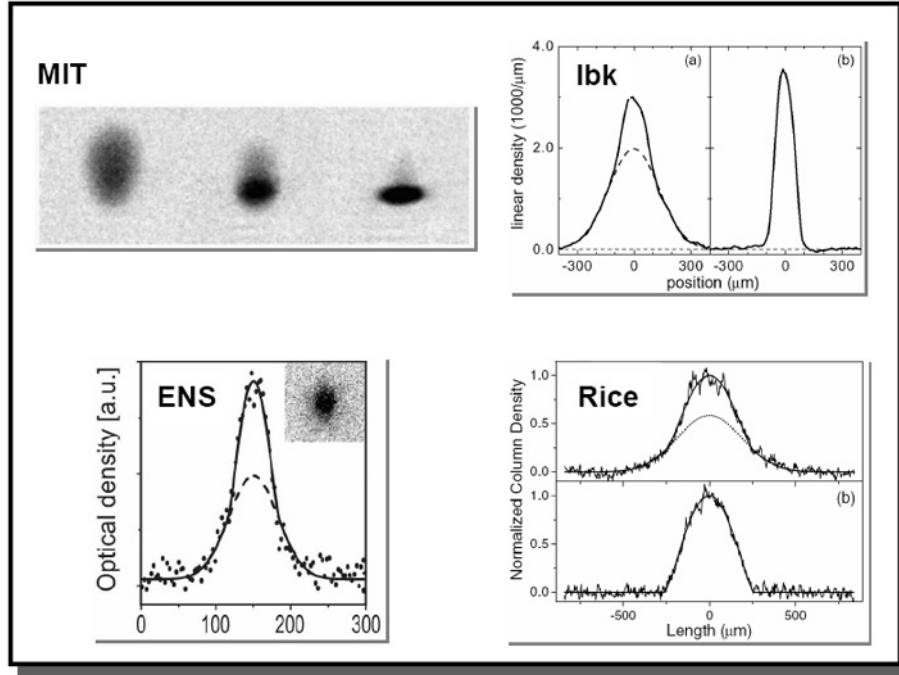 MIT
Ibk
(a)
(b)
4.0
2.0
0.0
linear density (1000/μm)
-300 0 300 -300 0 300
position (μm)
ENS
Optical density [a.u.]
0 100 200 300
Rice
1.0
0.5
0.0
(b)
1.0
0.5
0.0
Normalized Column Density
-500 0 500
Length (μm)